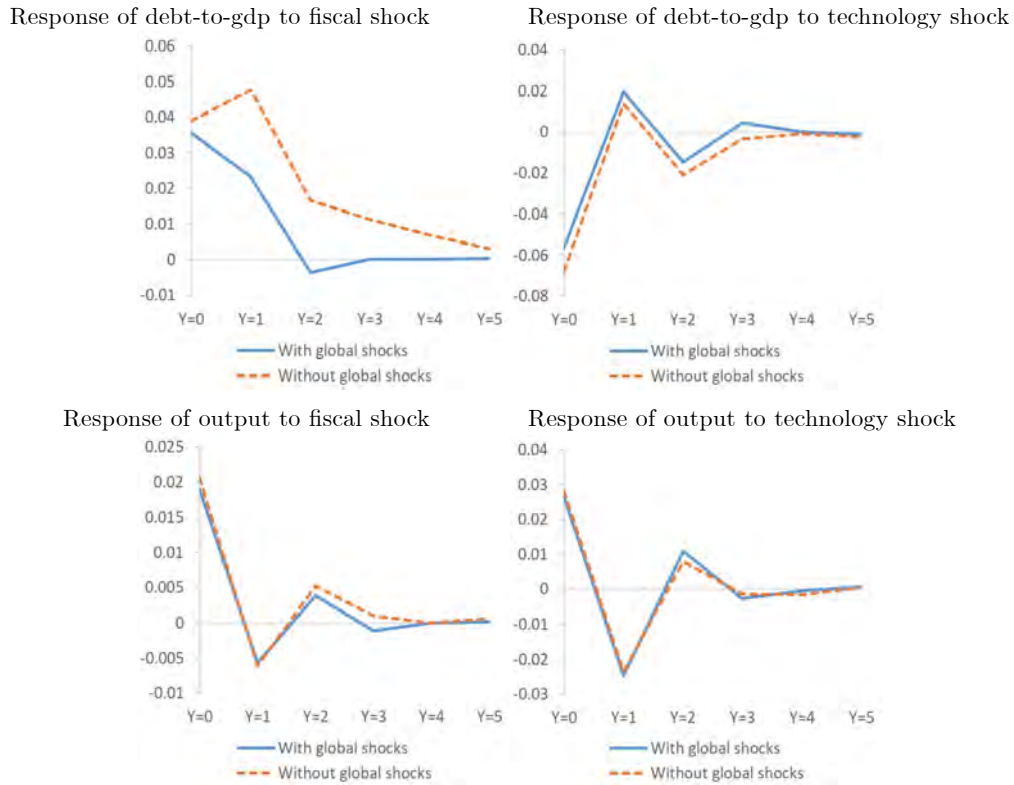 Response of debt-to-gdp to fiscal shock
0.06
0.05
0.04
0.03
0.02
0.01
0
-0.01
Y=0 Y=1 Y=2 Y=3 Y=4 Y=5
With global shocks
Without global shocks
Response of debt-to-gdp to technology shock
0.04
0.02
0
-0.02
-0.04
-0.06
-0.08
Y=0 Y=1 Y=2 Y=3 Y=4 Y=5
With global shocks
Without global shocks
Response of output to fiscal shock
0.025
0.02
0.015
0.01
0.005
0
-0.005
-0.01
Y=0 Y=1 Y=2 Y=3 Y=4 Y=5
With global shocks
Without global shocks
Response of output to technology shock
0.04
0.03
0.02
0.01
0
-0.01
-0.02
-0.03
Y=0 Y=1 Y=2 Y=3 Y=4 Y=5
With global shocks
Without global shocks